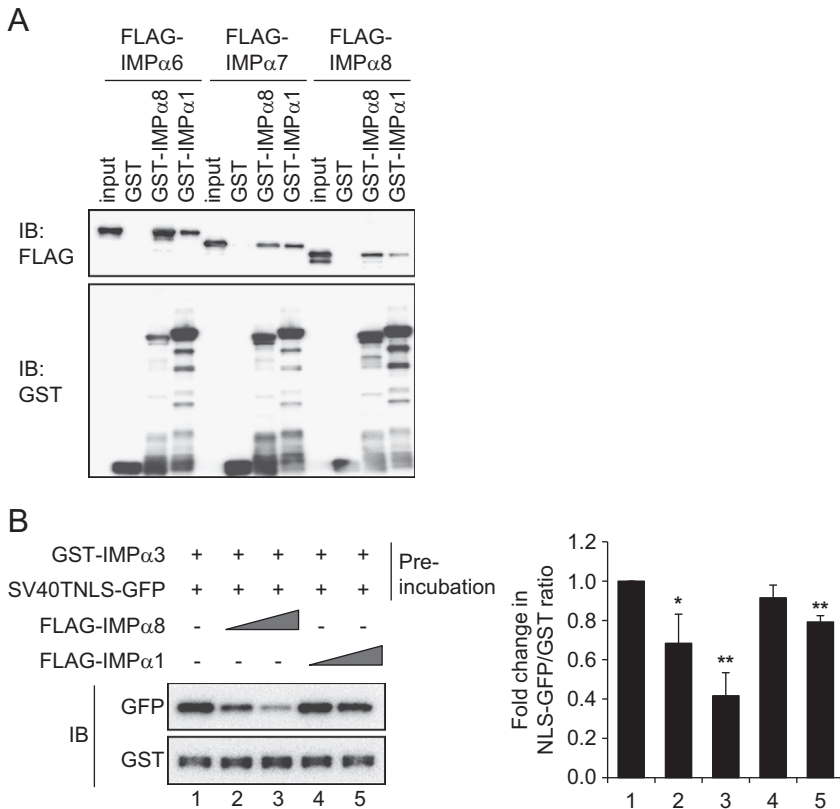 A
FLAG-
IMPα6
FLAG-
IMPα7
FLAG-
IMPα8
input
GST
GST-IMPα8
GST-IMPα1
input
GST
GST-IMPα8
GST-IMPα1
input
GST
GST-IMPα8
GST-IMPα1
IB:
FLAG
IB:
GST
B
GST-IMPα3 + + + + +
SV40TNLS-GFP + + + + +
Pre-
incubation
FLAG-IMPα8 - - -
FLAG-IMPα1 - - -
IB
GFP
GST
1 2 3 4 5
Fold change in
NLS-GFP/GST ratio
1.2
1.0
0.8
0.6
0.4
0.2
0.0
* ** **
1 2 3 4 5